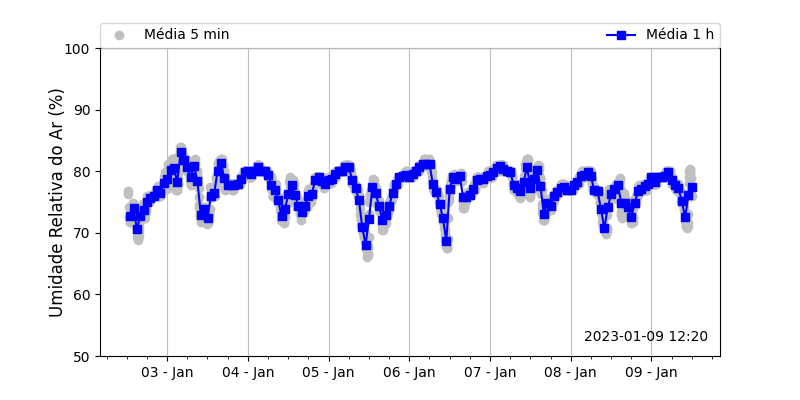 Média 5 min
Média 1 h
100
90
80
70
60
50
Umidade Relativa do Ar (%)
2023-01-09 12:20
03 - Jan
04 - Jan
05 - Jan
06 - Jan
07 - Jan
08 - Jan
09 - Jan